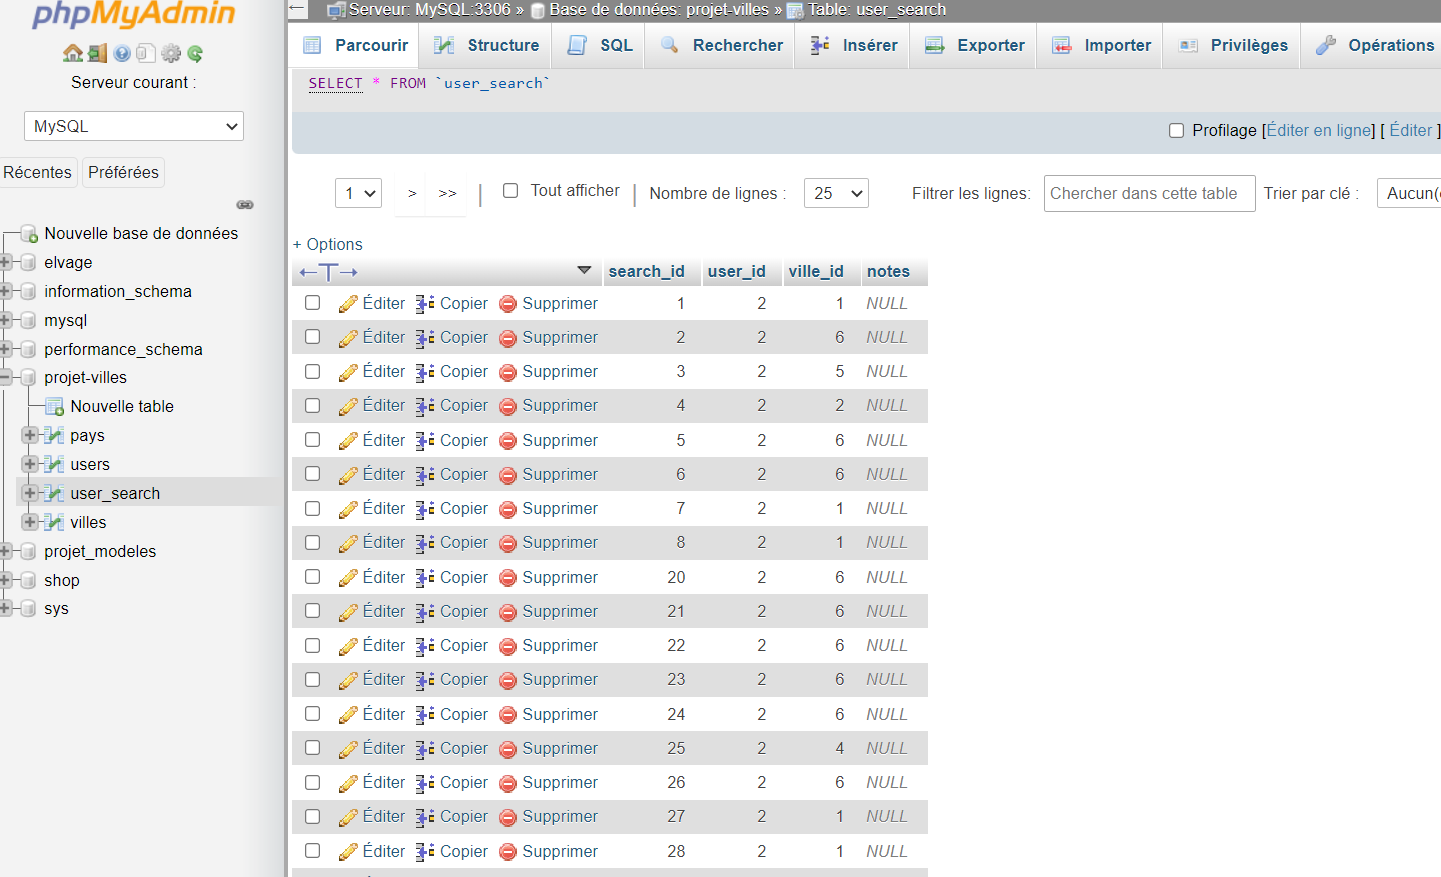 phpMyAdmin
Serveur courant :
MySQL
Récentes Préférées
Nouvelle base de données
elvage
information_schema
mysql
performance_schema
projet-villes
Nouvelle table
pays
users
user_search
villes
projet_modeles
shop
sys
Serveur: MySQL:3306 » Base de données: projet-villes » Table: user_search
Parcourir Structure SQL Rechercher Insérer Exporter Importer Privilèges Opérations
SELECT * FROM `user_search`
Profilage [Éditer en ligne] [ Éditer ]
1 > >> | Tout afficher | Nombre de lignes : 25 Filtrer les lignes: Chercher dans cette table Trier par clé : Aucun(
+ Options
←T→ search_id user_id ville_id notes
Éditer Copier Supprimer 1 2 1 NULL
Éditer Copier Supprimer 2 2 6 NULL
Éditer Copier Supprimer 3 2 5 NULL
Éditer Copier Supprimer 4 2 2 NULL
Éditer Copier Supprimer 5 2 6 NULL
Éditer Copier Supprimer 6 2 6 NULL
Éditer Copier Supprimer 7 2 1 NULL
Éditer Copier Supprimer 8 2 1 NULL
Éditer Copier Supprimer 20 2 6 NULL
Éditer Copier Supprimer 21 2 6 NULL
Éditer Copier Supprimer 22 2 6 NULL
Éditer Copier Supprimer 23 2 6 NULL
Éditer Copier Supprimer 24 2 6 NULL
Éditer Copier Supprimer 25 2 4 NULL
Éditer Copier Supprimer 26 2 6 NULL
Éditer Copier Supprimer 27 2 1 NULL
Éditer Copier Supprimer 28 2 1 NULL